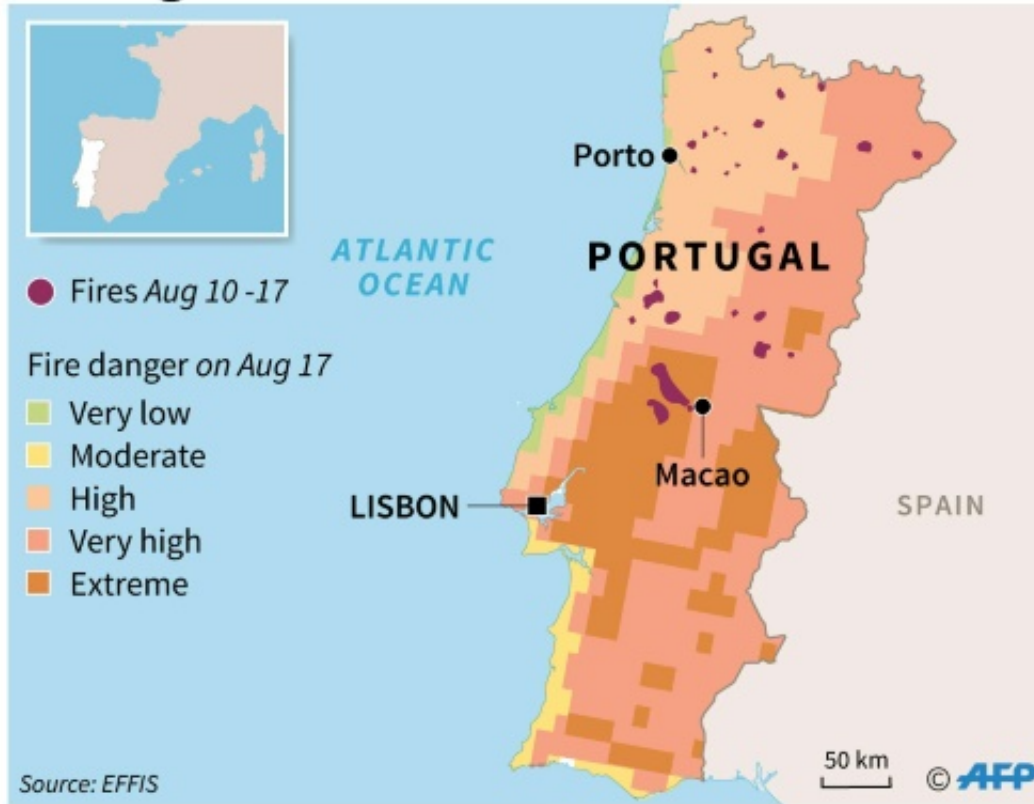 Porto
ATLANTIC
OCEAN
PORTUGAL
Fires Aug 10 -17
Fire danger on Aug 17
Very low
Moderate
High
Very high
Extreme
Macao
LISBON
SPAIN
50 km
Source: EFFIS
© AFP